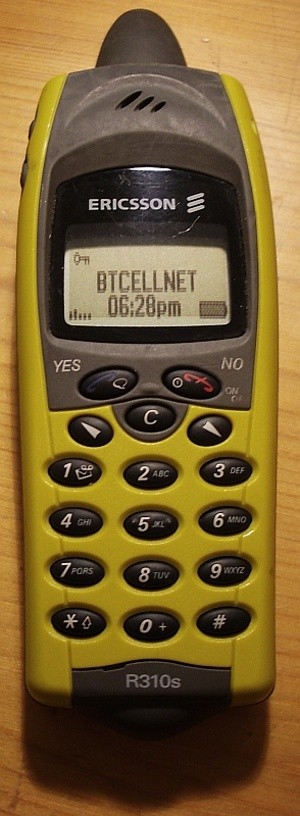 ERICSSON
BTCELLNET
06:28pm
YES NO
ON
C
1 2 ABC 3 DEF
4 GHI 5 JKL 6 MNO
7 PQRS 8 TUV 9 WXYZ
* 0 + #
R310s